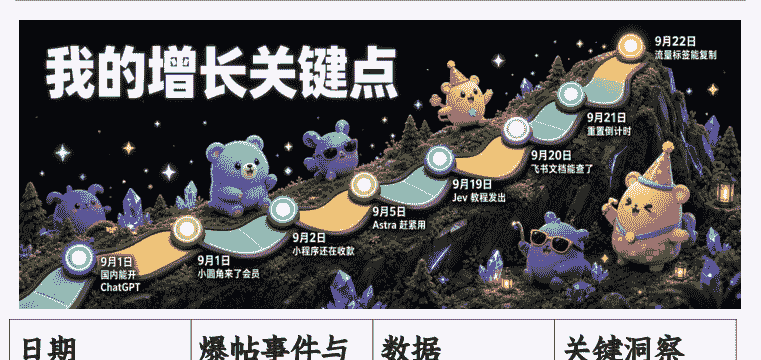 我的增长关键点
9月22日
流量标签能复制
9月21日
重置倒计时
9月20日
飞书文档能查了
9月19日
Jev 教程发出
9月5日
Astra 赶紧用
9月2日
小程序还在收款
9月1日
小圆角来了会员
9月1日
国内能开
ChatGPT
日期
爆帖事件与
数据
关键洞察